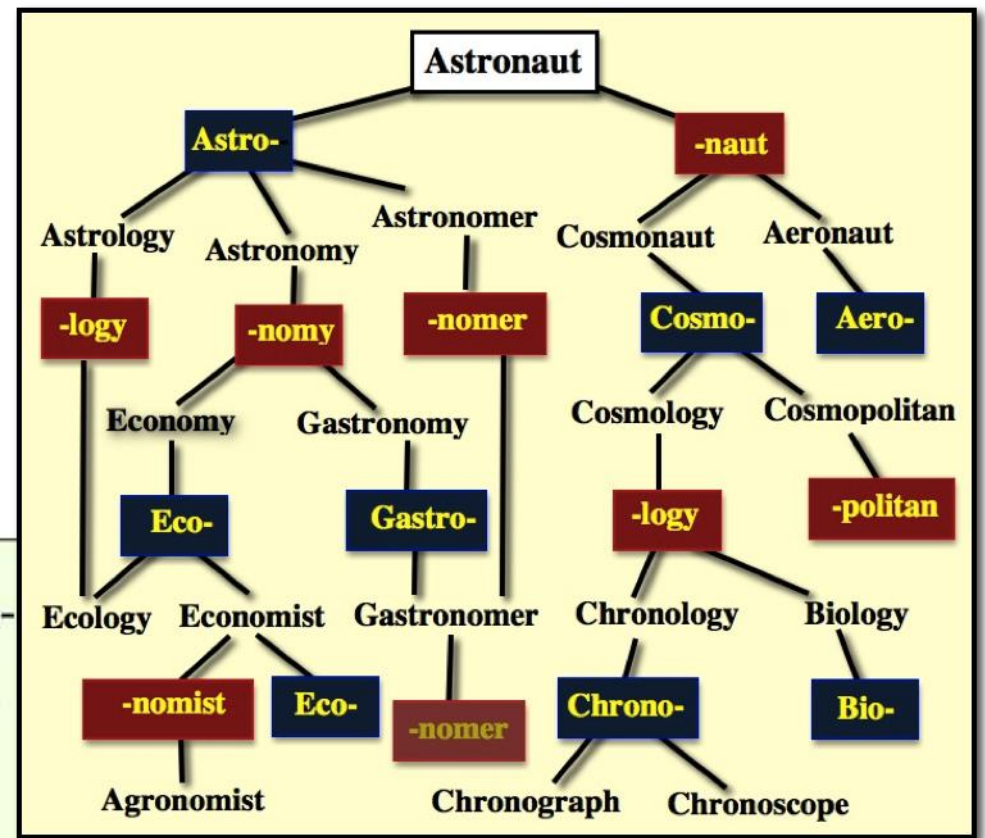 Astronaut
Astro--
-naut
Astrology
Astronomy
Astronomer
Cosmonaut
Aeronaut
-logy
-nomy
-nomer
Cosmo-
Aero-
Economy
Gastronomy
Cosmology
Cosmopolitan
Eco-
Gastro-
-logy
-politan
Ecology
Economist
Gastronomer
Chronology
Biology
-nomist
Eco-
-nomer
Chrono-
Bio-
Agronomist
Chronograph
Chronoscope